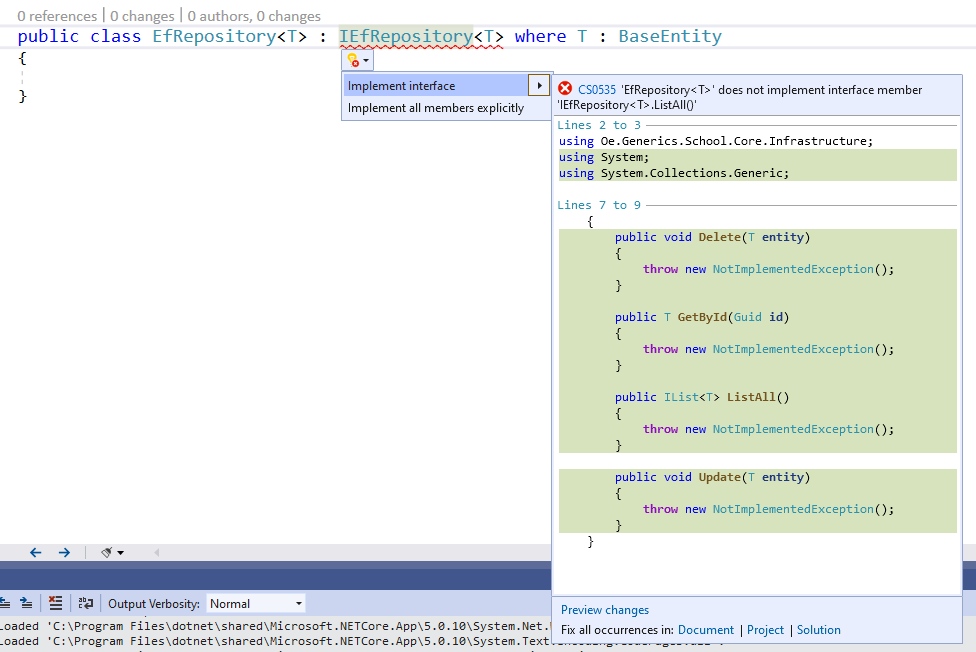 0 references | 0 changes | 0 authors, 0 changes
public class EfRepository<T> : IEfRepository<T> where T : BaseEntity
{
}
Implement interface
Implement all members explicitly
CS0535 'EfRepository<T>' does not implement interface member
'IEfRepository<T>.ListAll()'
Lines 2 to 3
using Oe.Generics.School.Core.Infrastructure;
using System;
using System.Collections.Generic;
Lines 7 to 9
{
public void Delete(T entity)
{
throw new NotImplementedException();
}
public T GetById(Guid id)
{
throw new NotImplementedException();
}
public IList<T> ListAll()
{
throw new NotImplementedException();
}
public void Update(T entity)
{
throw new NotImplementedException();
}
}
Preview changes
Fix all occurrences in: Document | Project | Solution
Output Verbosity: Normal
Loaded 'C:\Program Files\dotnet\shared\Microsoft.NETCore.App\5.0.10\System.Net.
Loaded 'C:\Program Files\dotnet\shared\Microsoft.NETCore.App\5.0.10\System.Text.